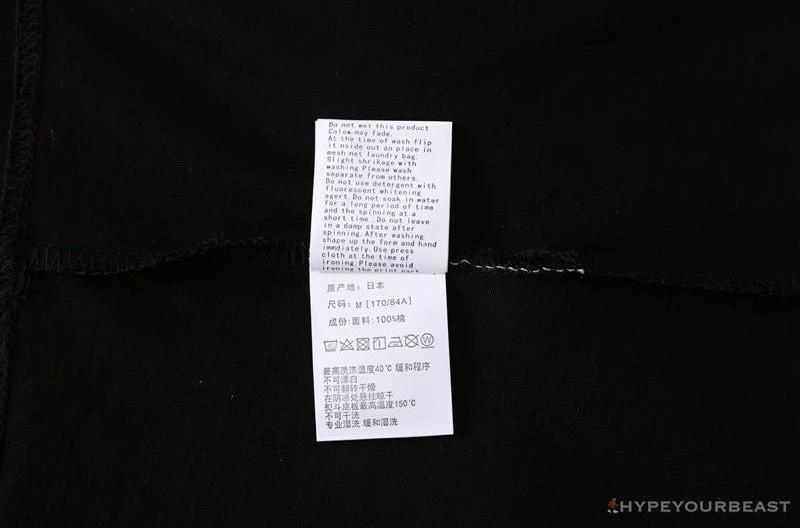 Do not wet this product
Color may fade.
At the time of wash flip
it nside out an place in
mesh net laundry bag.
Slight shrikage with
washing Please wash
separate from others.
Do not use detergent with
fluorescent whitening
agert. Do not soak in water
for a long period of time
and the spinning at a
short time. Do not leave
in a damp state after
spinning. After washing
shape up the form and hand
immediately. Use press
cloth at the time of
ironing. Please avoid
ironing the print part
原产地: 日本
尺码: M [170/84A]
成份: 面料: 100%棉
W
最高洗涤温度40℃ 缓和程序
不可漂白
不可翻转干燥
在阴凉处悬挂晾干
熨斗底板最高温度150℃
不可干洗
专业湿洗 缓和湿洗
HYPEYOURBEAST